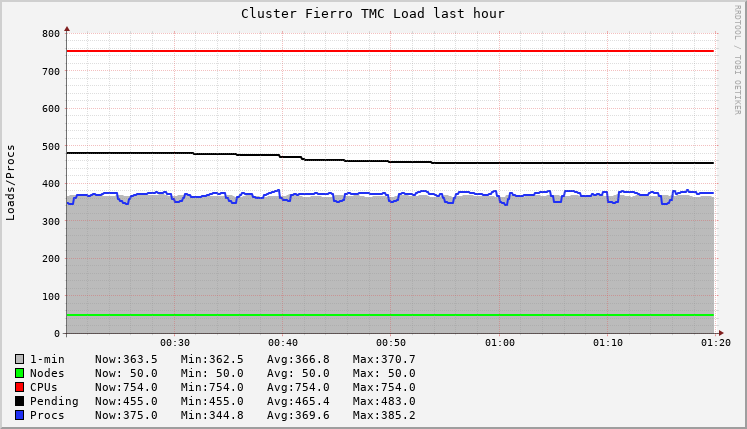 Cluster Fierro TMC Load last hour
RRDTOOL / TOBI OETIKER
Loads/Procs
800
700
600
500
400
300
200
100
0
00:30 00:40 00:50 01:00 01:10 01:20
1-min Now:363.5 Min:362.5 Avg:366.8 Max:370.7
Nodes Now: 50.0 Min: 50.0 Avg: 50.0 Max: 50.0
CPUs Now:754.0 Min:754.0 Avg:754.0 Max:754.0
Pending Now:455.0 Min:455.0 Avg:465.4 Max:483.0
Procs Now:375.0 Min:344.8 Avg:369.6 Max:385.2